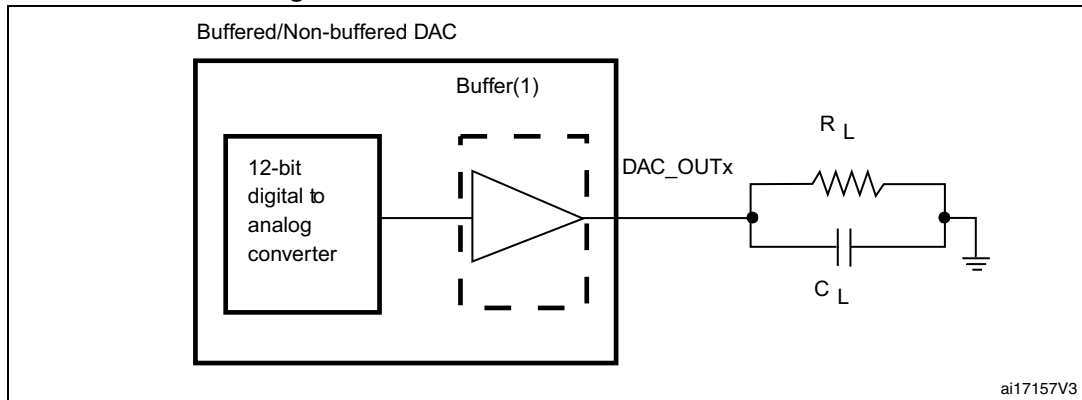 Buffered/Non-buffered DAC
Buffer(1)
12-bit
digital to
analog
converter
DAC_OUTx
R L
C L
ai17157V3